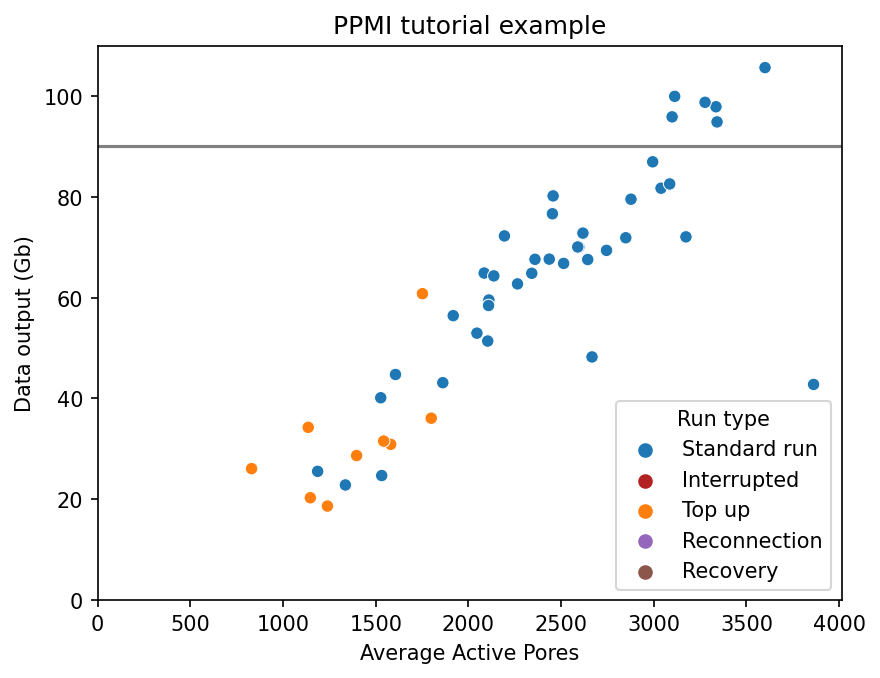 PPMI tutorial example
Data output (Gb)
100
80
60
40
20
0
Run type
Standard run
Interrupted
Top up
Reconnection
Recovery
0 500 1000 1500 2000 2500 3000 3500 4000
Average Active Pores